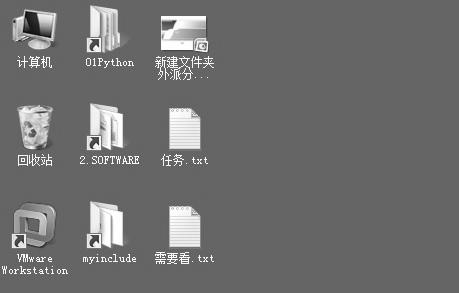 计算机
01Python
新建文件夹
外派分...
回收站
2.SOFTWARE
任务.txt
VMware
Workstation
myinclude
需要看.txt